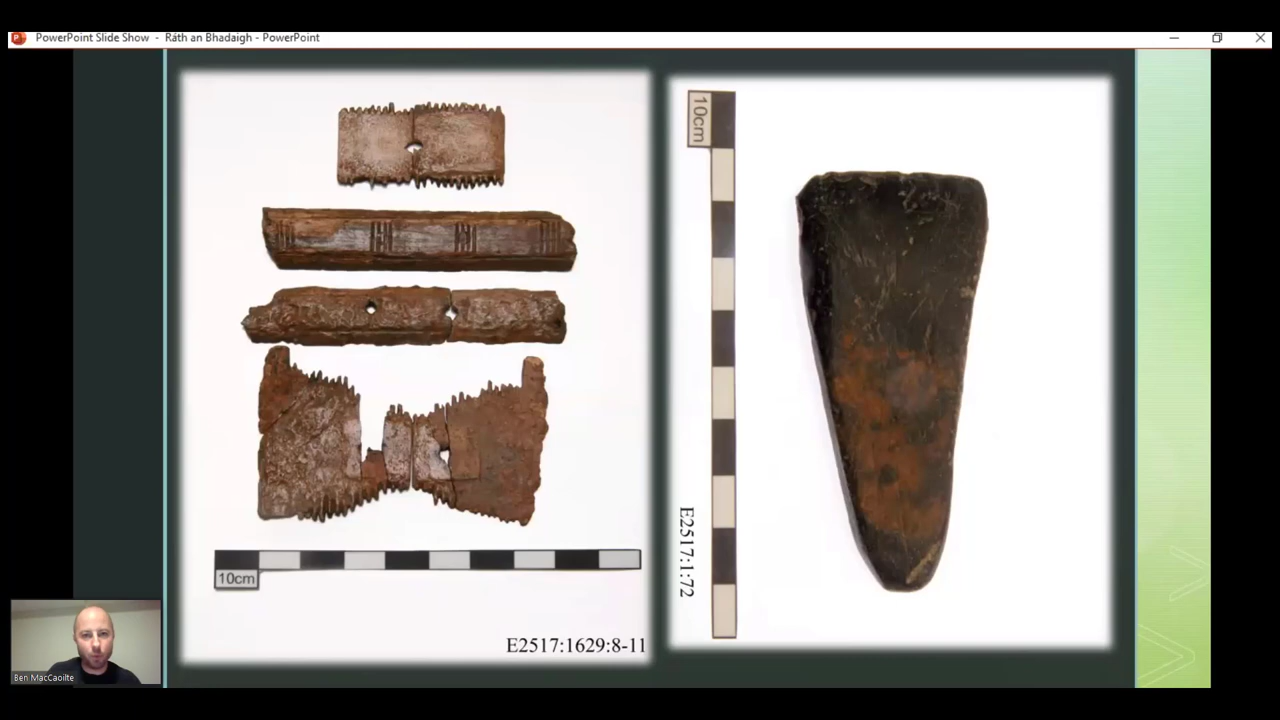 PowerPoint Slide Show - Ráth an Bhadaigh - PowerPoint
10cm
E2517:1629:8-11
10cm
E2517:1:72
Ben MacCaoilte